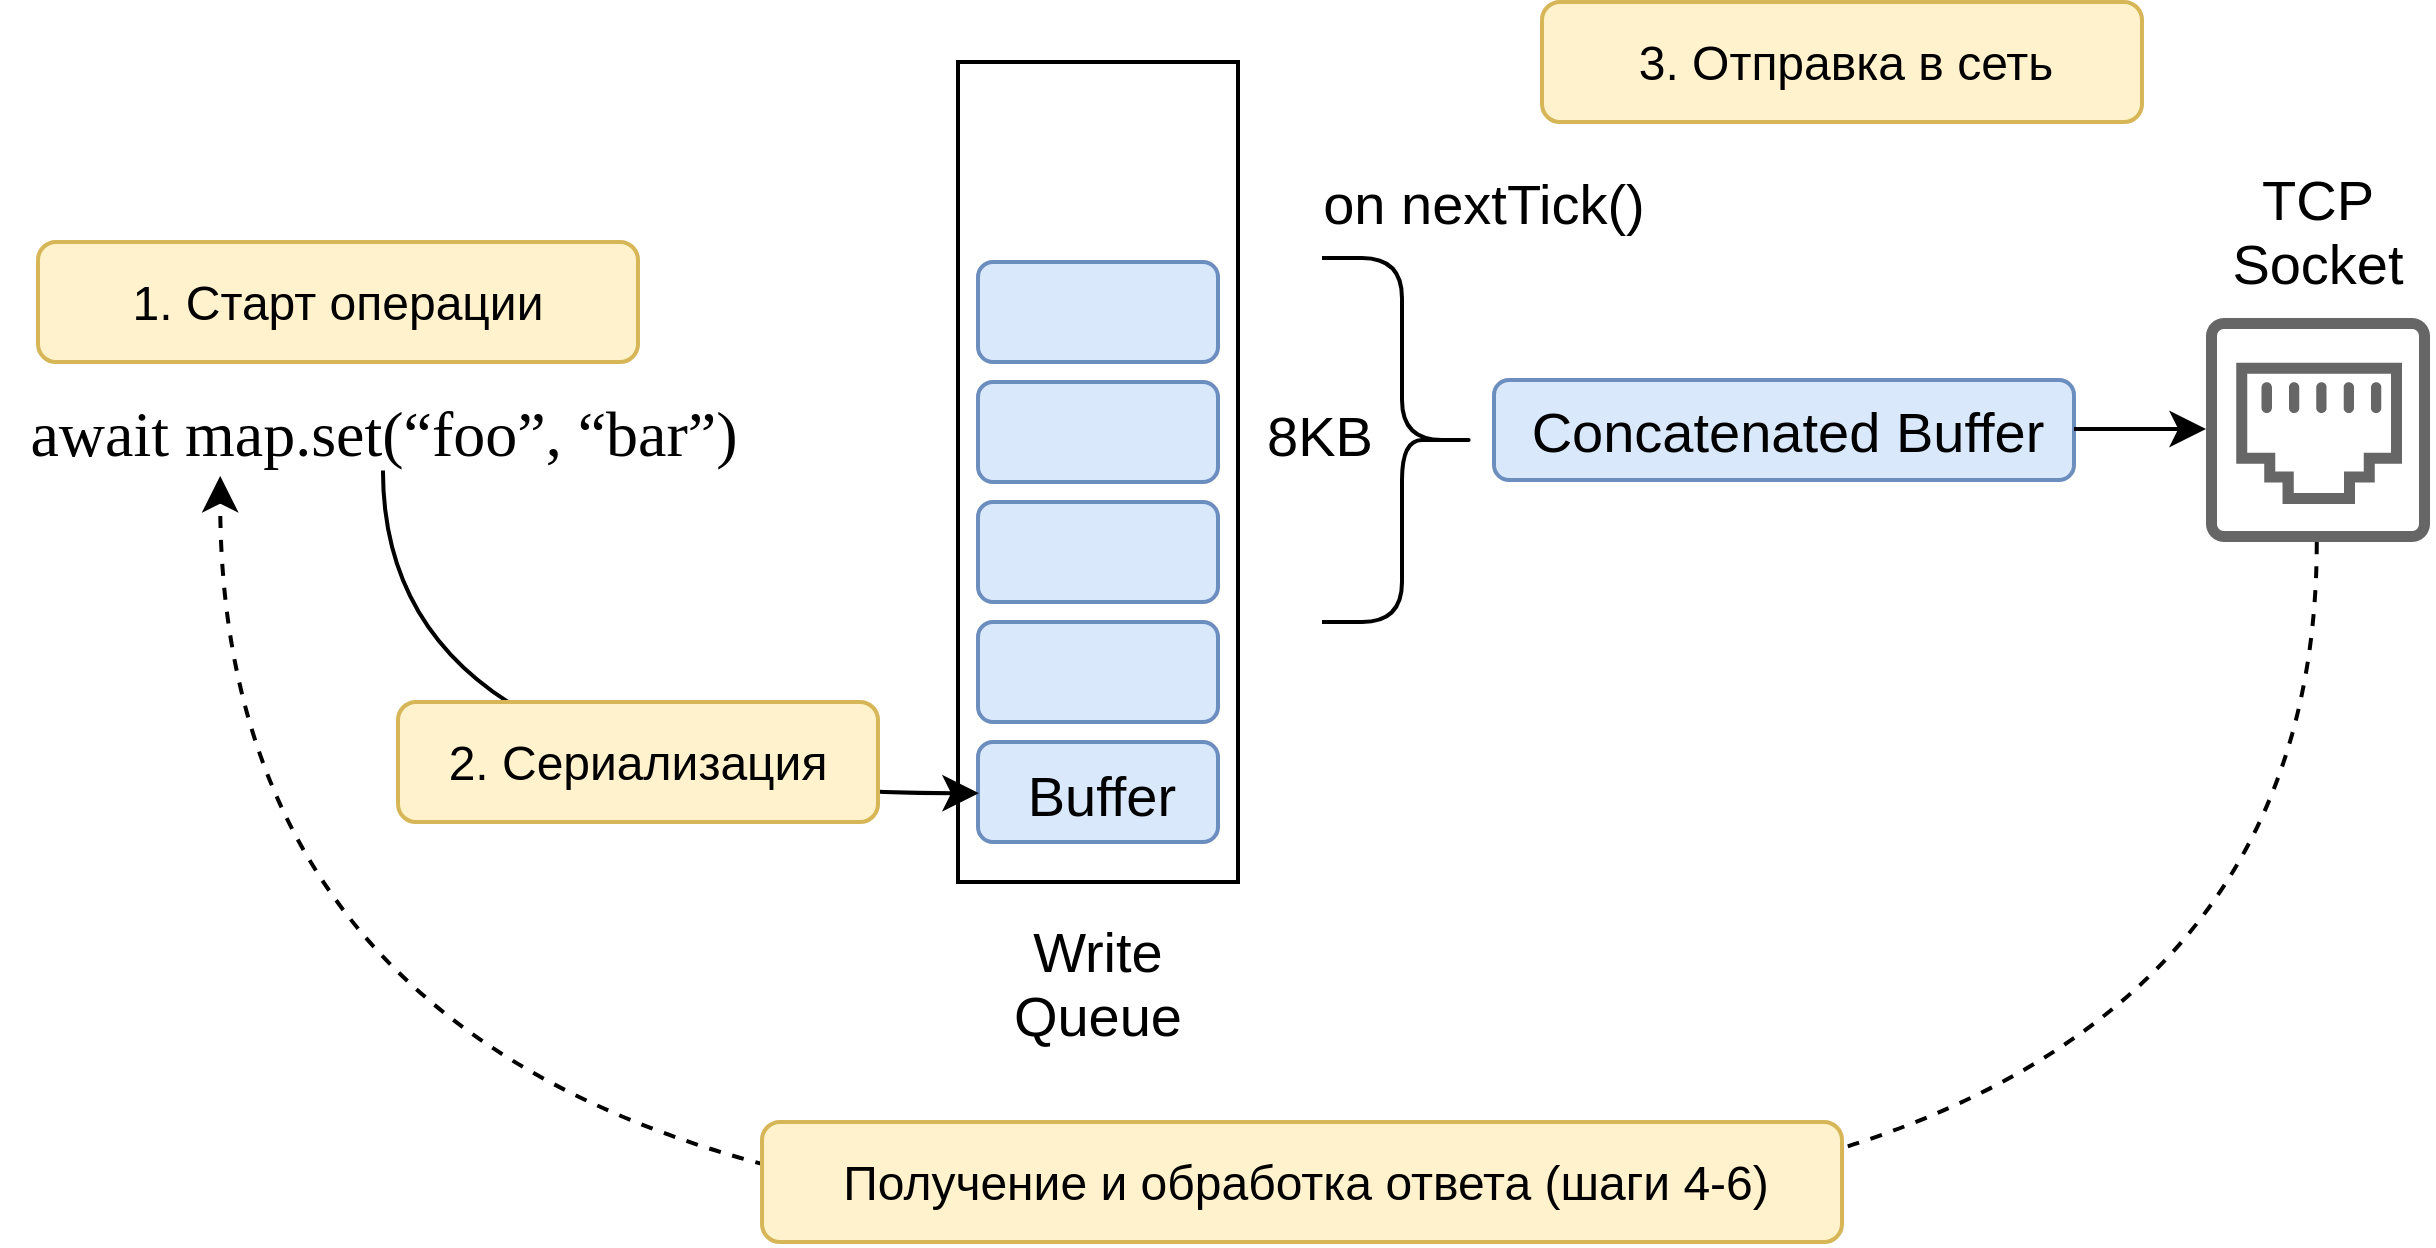 3. Отправка в сеть
on nextTick()
TCP
Socket
1. Старт операции
await map.set(“foo”, “bar”)
8KB
Concatenated Buffer
2. Сериализация
Buffer
Write
Queue
Получение и обработка ответа (шаги 4-6)